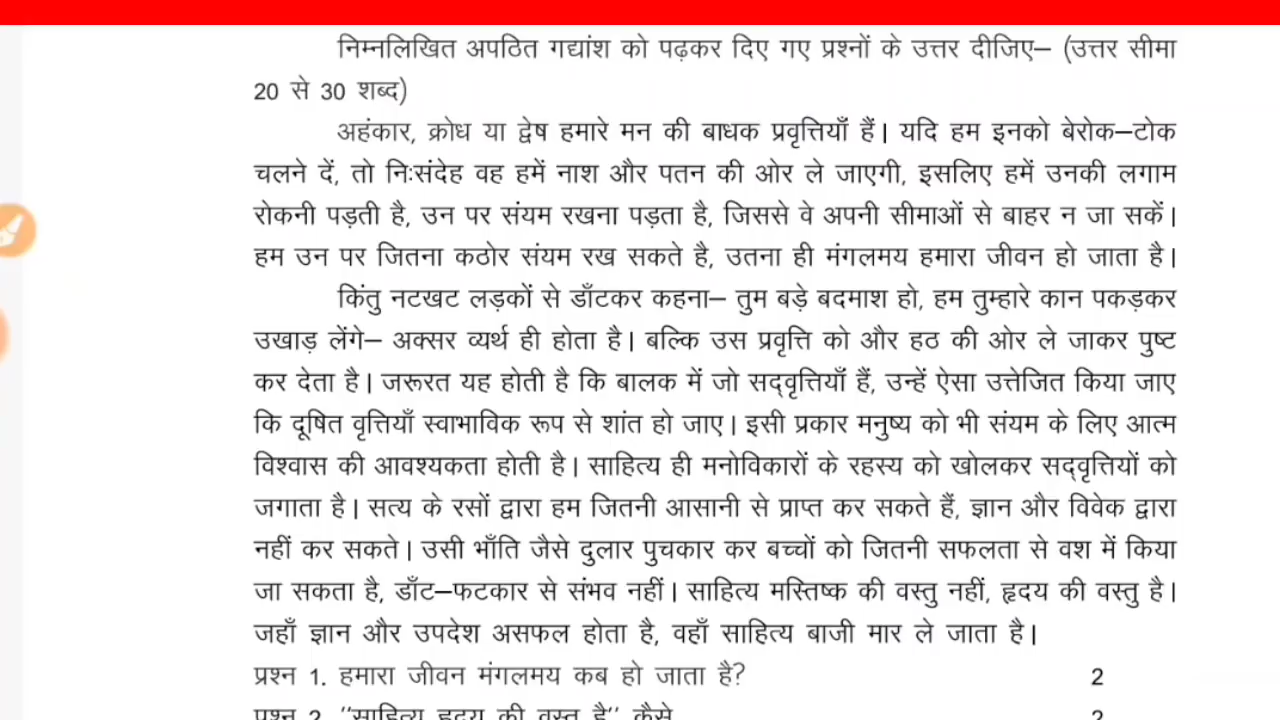 निम्नलिखित अपठित गद्यांश को पढ़कर दिए गए प्रश्नों के उत्तर दीजिए– (उत्तर सीमा
20 से 30 शब्द)
अहंकार, क्रोध या द्वेष हमारे मन की बाधक प्रवृत्तियाँ हैं। यदि हम इनको बेरोक–टोक
चलने दें, तो निःसंदेह वह हमें नाश और पतन की ओर ले जाएगी, इसलिए हमें उनकी लगाम
रोकनी पड़ती है, उन पर संयम रखना पड़ता है, जिससे वे अपनी सीमाओं से बाहर न जा सकें।
हम उन पर जितना कठोर संयम रख सकते है, उतना ही मंगलमय हमारा जीवन हो जाता है।
किंतु नटखट लड़कों से डाँटकर कहना– तुम बड़े बदमाश हो, हम तुम्हारे कान पकड़कर
उखाड़ लेंगे– अक्सर व्यर्थ ही होता है। बल्कि उस प्रवृत्ति को और हठ की ओर ले जाकर पुष्ट
कर देता है। जरूरत यह होती है कि बालक में जो सद्वृत्तियाँ हैं, उन्हें ऐसा उत्तेजित किया जाए
कि दूषित वृत्तियाँ स्वाभाविक रूप से शांत हो जाए। इसी प्रकार मनुष्य को भी संयम के लिए आत्म
विश्वास की आवश्यकता होती है। साहित्य ही मनोविकारों के रहस्य को खोलकर सद्वृत्तियों को
जगाता है। सत्य के रसों द्वारा हम जितनी आसानी से प्राप्त कर सकते हैं, ज्ञान और विवेक द्वारा
नहीं कर सकते। उसी भाँति जैसे दुलार पुचकार कर बच्चों को जितनी सफलता से वश में किया
जा सकता है, डाँट–फटकार से संभव नहीं। साहित्य मस्तिष्क की वस्तु नहीं, हृदय की वस्तु है।
जहाँ ज्ञान और उपदेश असफल होता है, वहाँ साहित्य बाजी मार ले जाता है।
प्रश्न 1. हमारा जीवन मंगलमय कब हो जाता है? 2
प्रश्न 2. "साहित्य हृदय की वस्तु है" कैसे 2